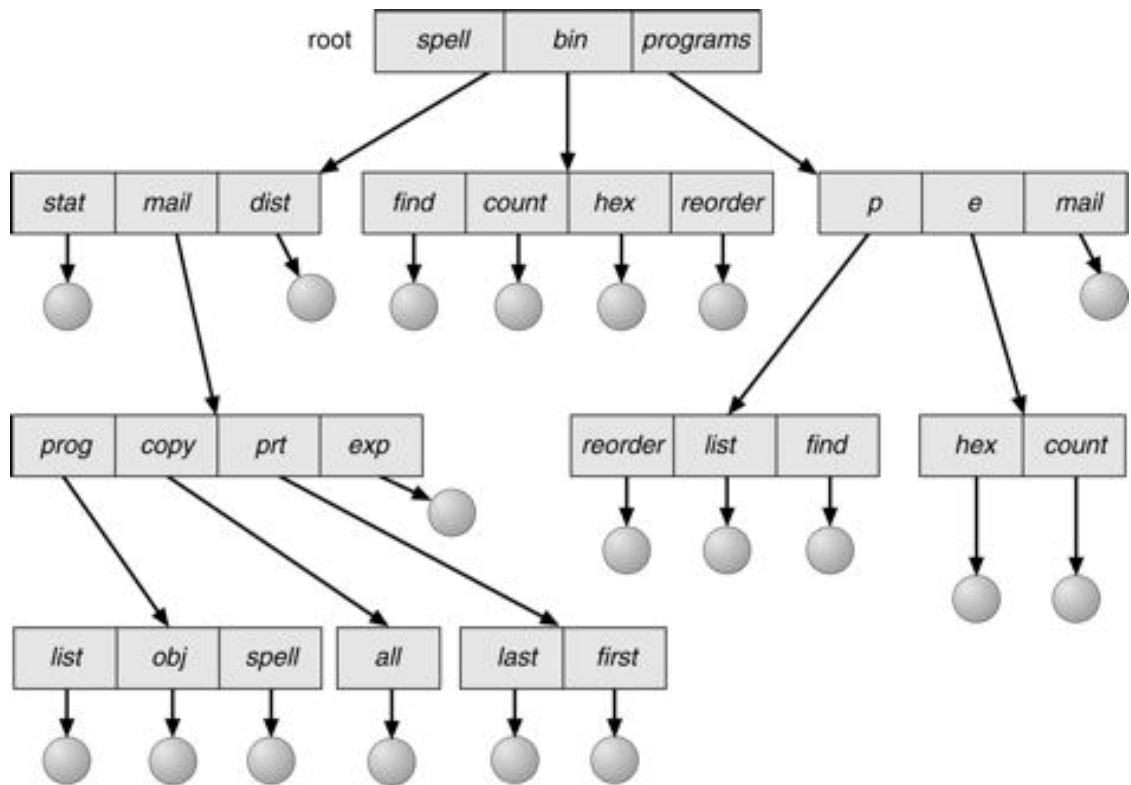 root spell bin programs
stat mail dist find count hex reorder p e mail
prog copy prt exp reorder list find hex count
list obj spell all last first